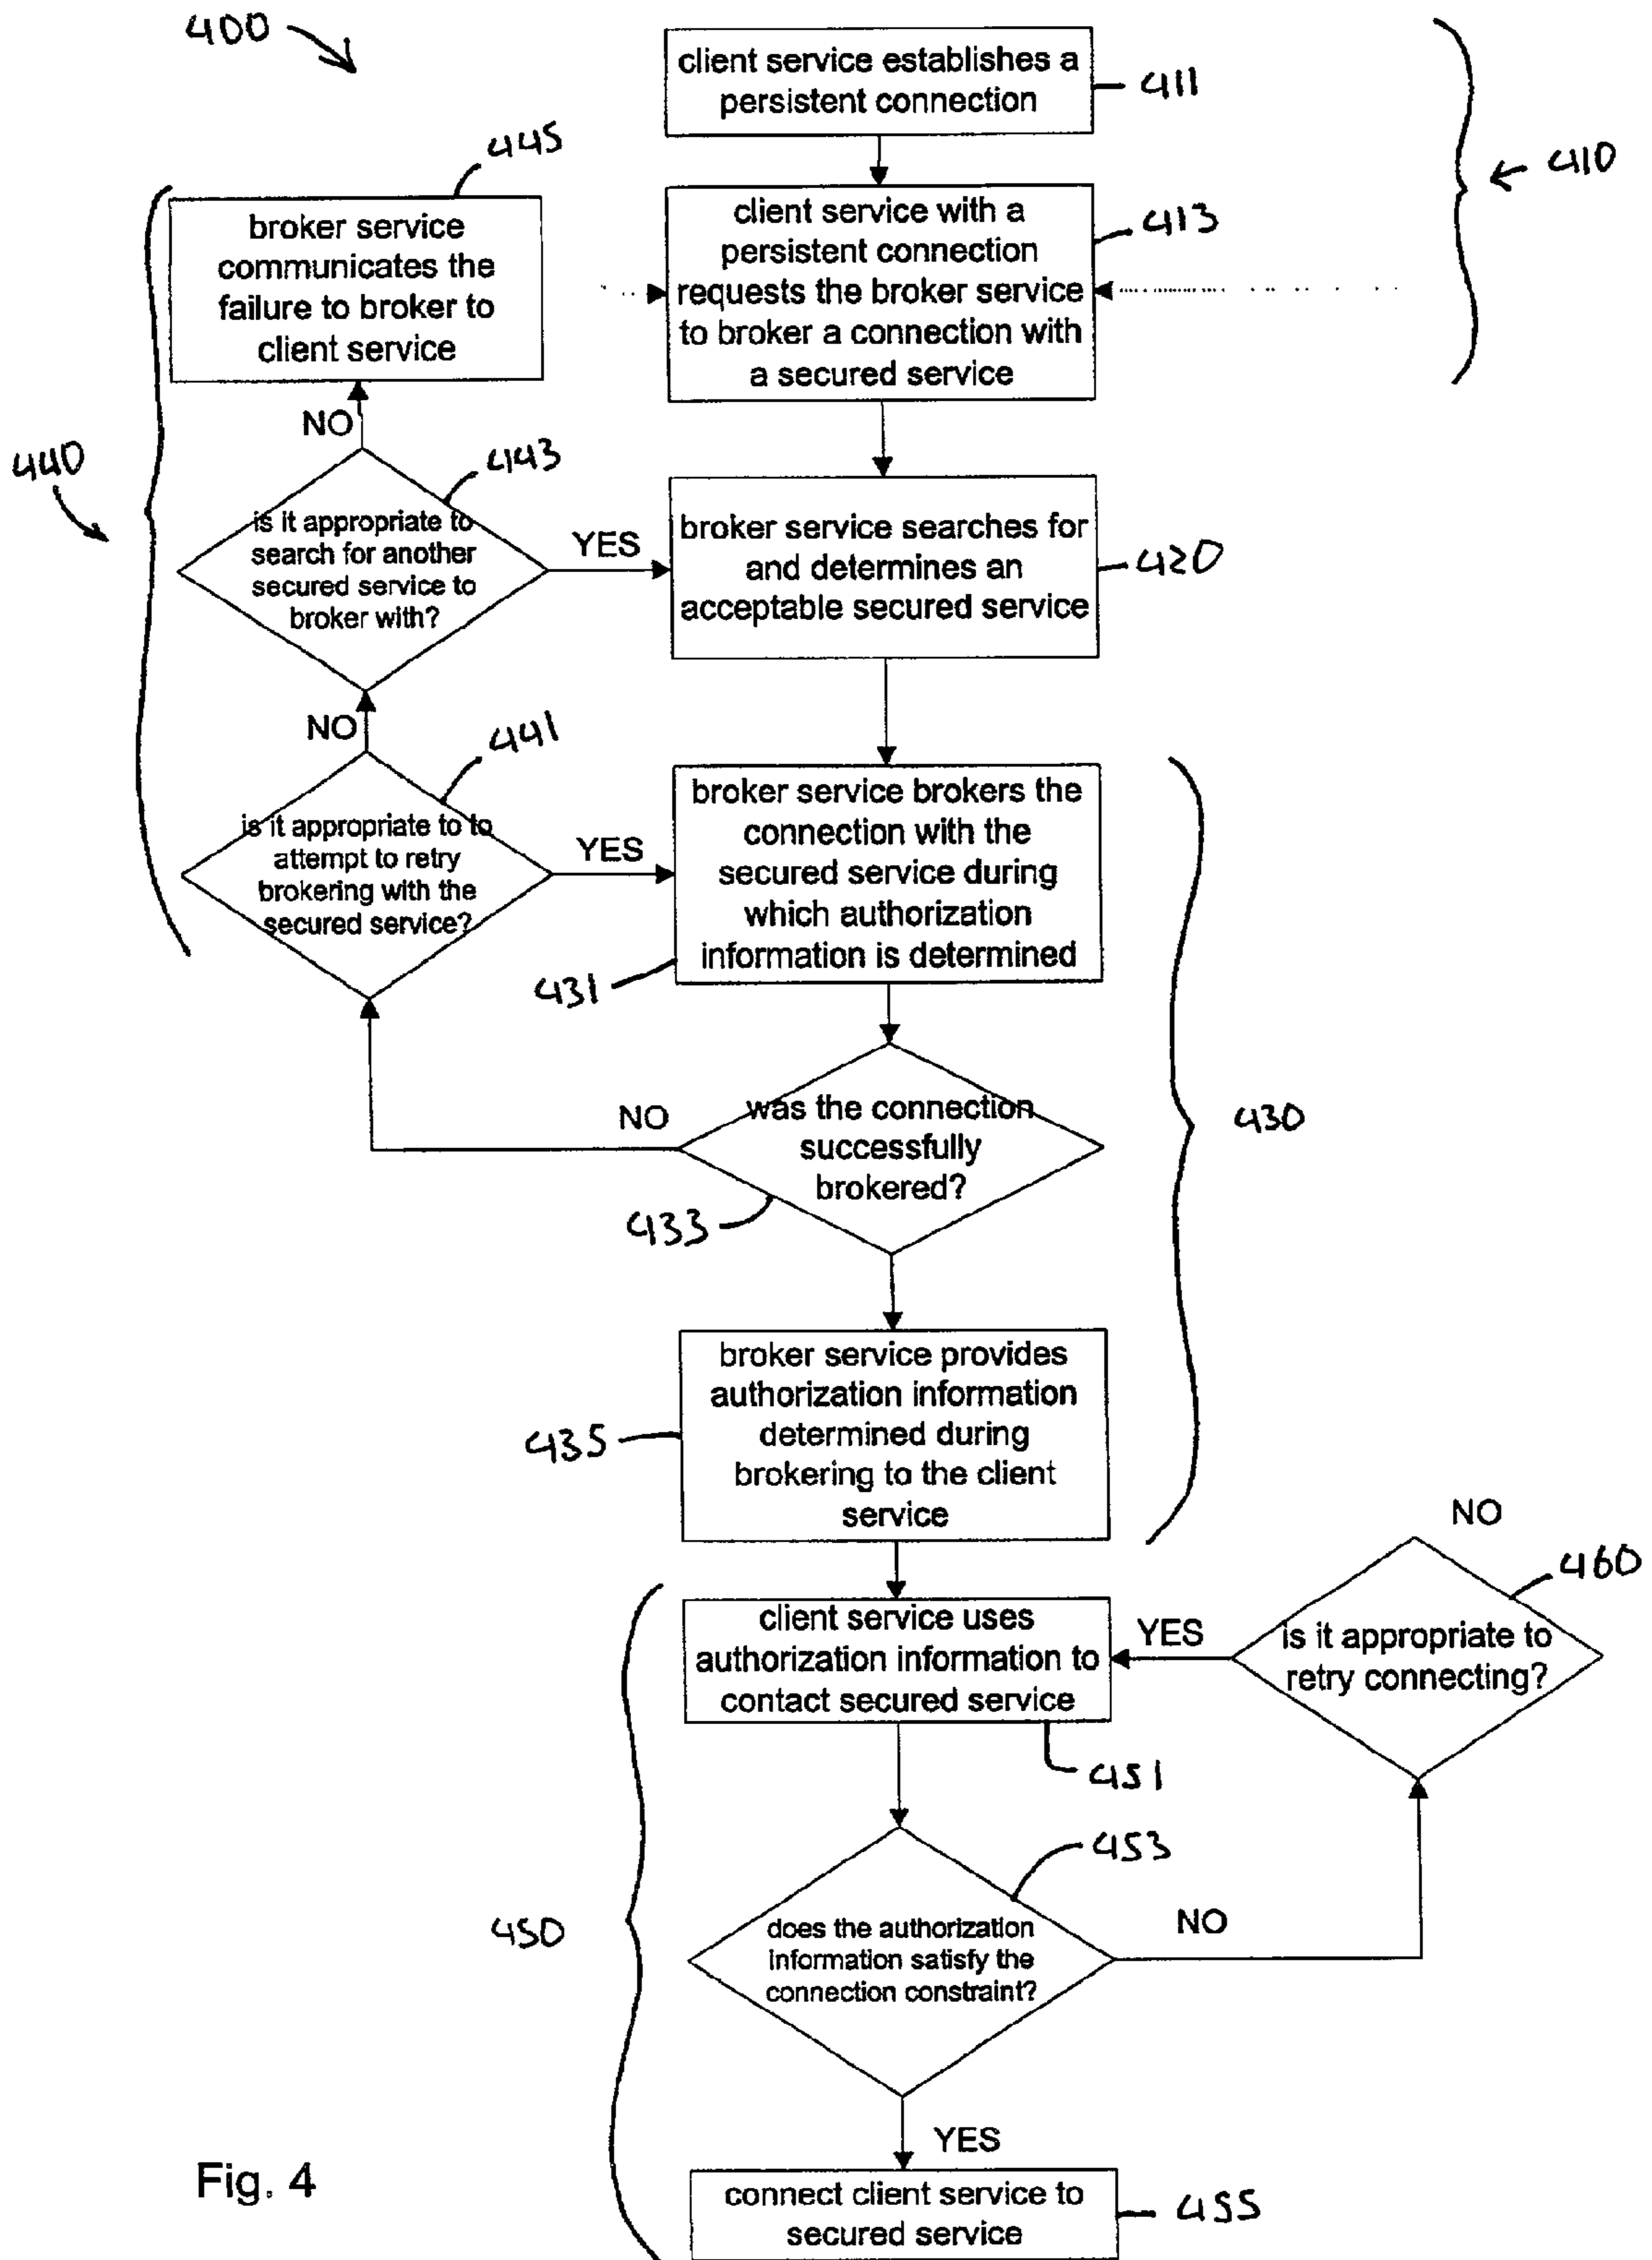 400
client service establishes a
persistent connection
411
410
445
broker service
communicates the
failure to broker to
client service
client service with a
persistent connection
requests the broker service
to broker a connection with
a secured service
413
NO
440
443
is it appropriate to
search for another
secured service to
broker with?
YES
broker service searches for
and determines an
acceptable secured service
420
NO
441
is it appropriate to to
attempt to retry
brokering with the
secured service?
YES
broker service brokers the
connection with the
secured service during
which authorization
information is determined
431
430
NO
was the connection
successfully
brokered?
433
broker service provides
authorization information
determined during
brokering to the client
service
435
NO
460
client service uses
authorization information to
contact secured service
YES
is it appropriate to
retry connecting?
451
453
450
does the authorization
information satisfy the
connection constraint?
NO
YES
connect client service to
secured service
455
Fig. 4